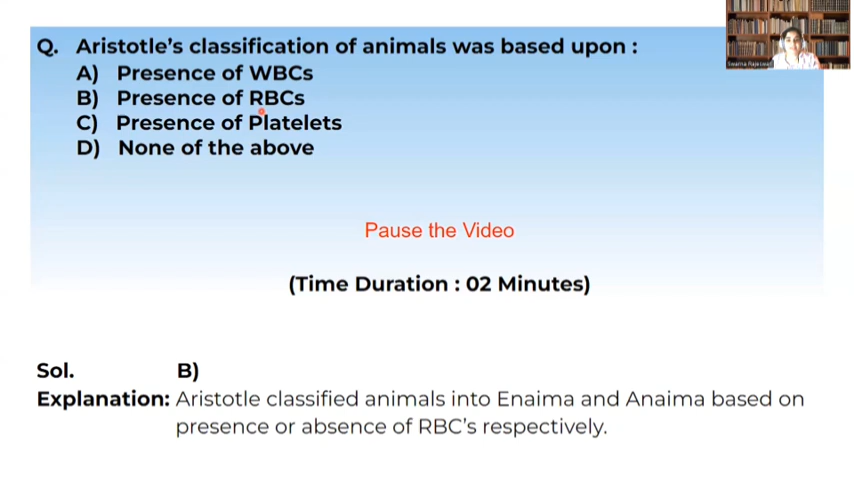 Q. Aristotle's classification of animals was based upon :
A) Presence of WBCs
B) Presence of RBCs
C) Presence of Platelets
D) None of the above
Pause the Video
(Time Duration : 02 Minutes)
Sol. B)
Explanation: Aristotle classified animals into Enaima and Anaima based on
presence or absence of RBC's respectively.